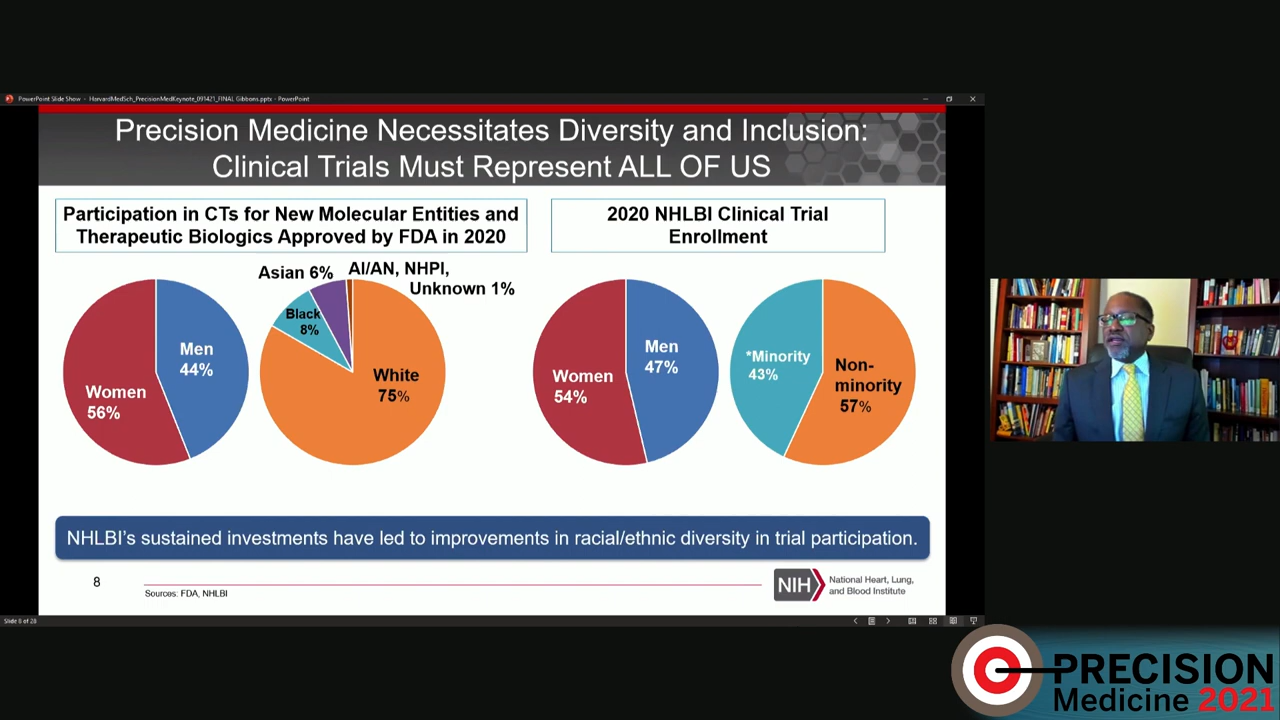 PowerPoint Slide Show - HarvardMedSch_PrecisionMedKeynote_091421_FINAL Gibbons.pptx - PowerPoint
Precision Medicine Necessitates Diversity and Inclusion:
Clinical Trials Must Represent ALL OF US
Participation in CTs for New Molecular Entities and
Therapeutic Biologics Approved by FDA in 2020
2020 NHLBI Clinical Trial
Enrollment
Men
44%
Women
56%
Asian 6%
AI/AN, NHPI,
Unknown 1%
Black
8%
White
75%
Men
47%
Women
54%
*Minority
43%
Non-
minority
57%
NHLBI's sustained investments have led to improvements in racial/ethnic diversity in trial participation.
8
Sources: FDA, NHLBI
NIH
National Heart, Lung,
and Blood Institute
Slide 8 of 28
PRECISION
Medicine 2021